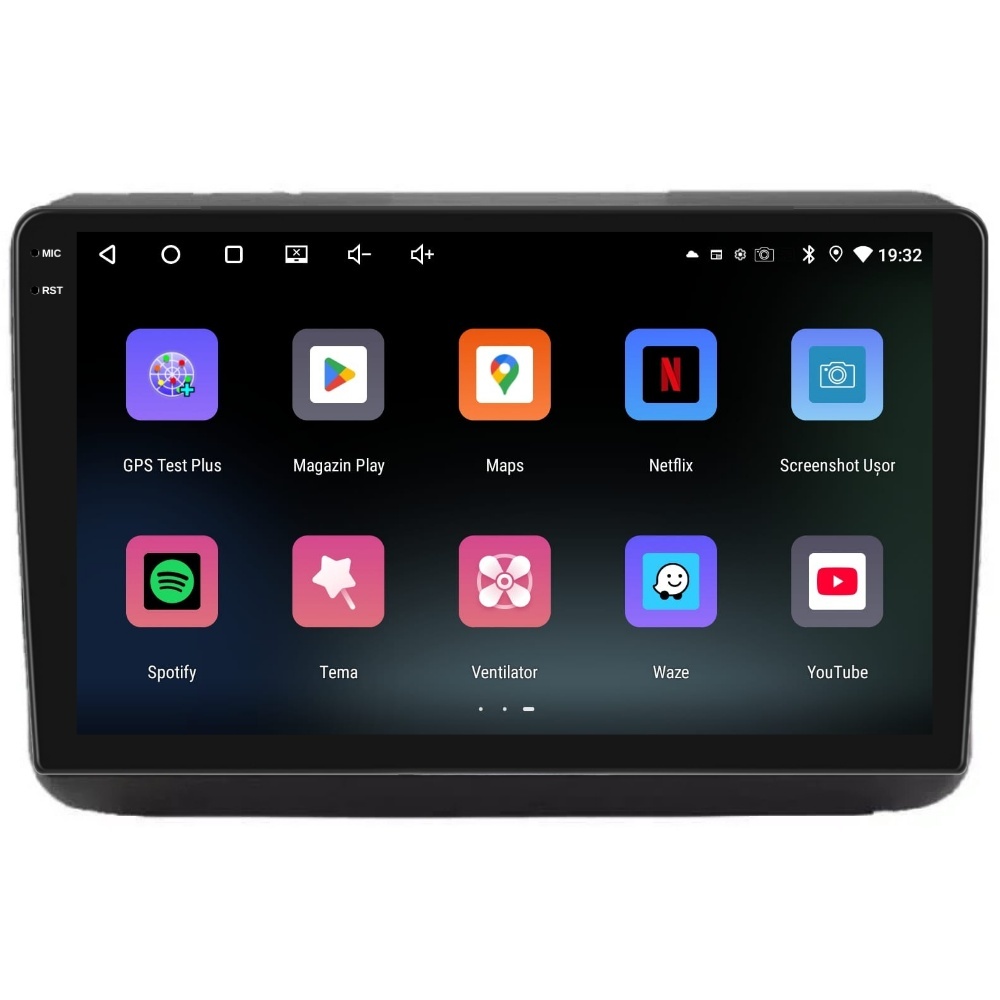 MIC
19:32
RST
GPS Test Plus
Magazin Play
Maps
Netflix
Screenshot Ușor
Spotify
Tema
Ventilator
Waze
YouTube